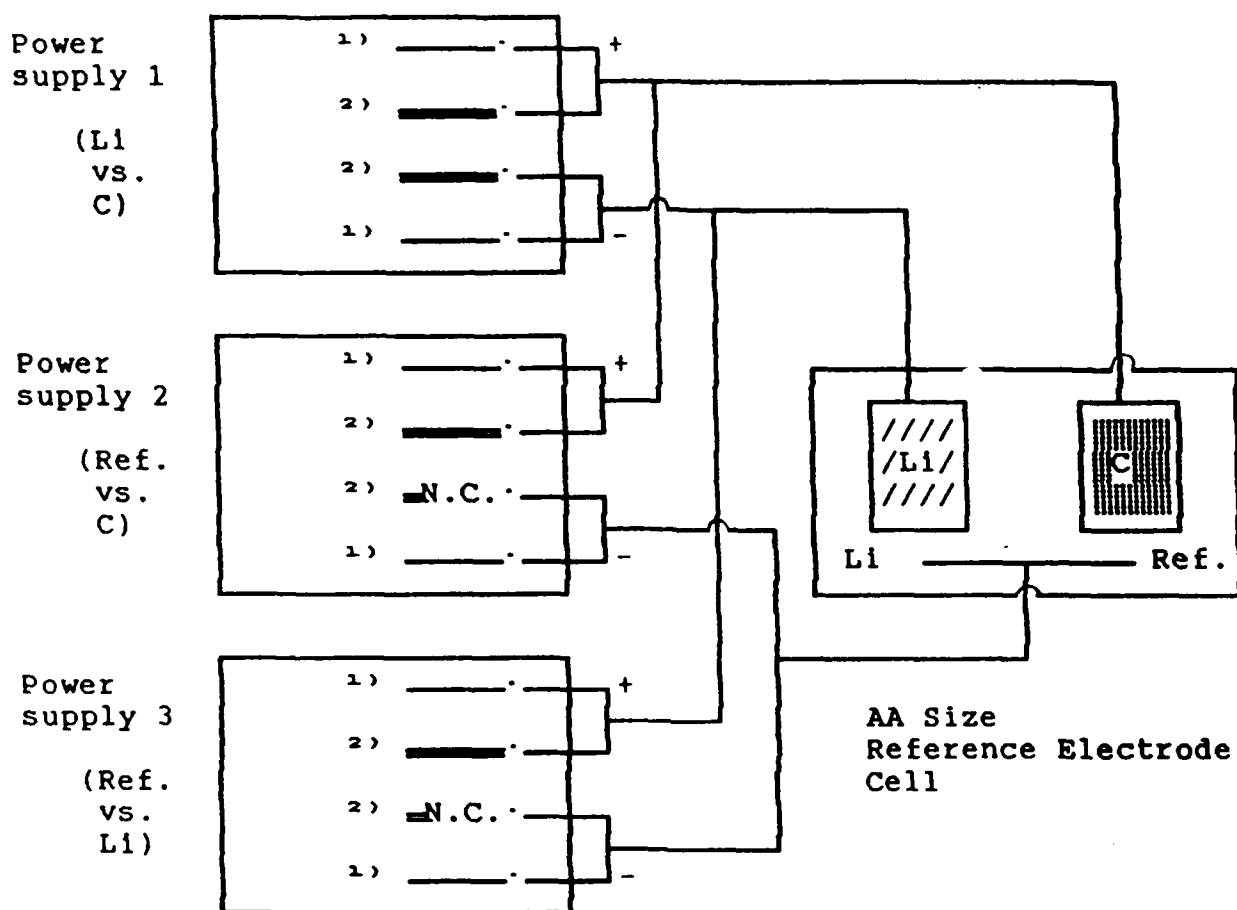 Power
supply 1
(Li
vs.
C)
1)
+
2)
2)
1)
-
Power
supply 2
(Ref.
vs.
C)
1)
+
2)
2) N.C.
1)
-
Power
supply 3
(Ref.
vs.
Li)
1)
+
2)
2) N.C.
1)
-
////
/Li/
////
C
Li
Ref.
AA Size
Reference Electrode
Cell